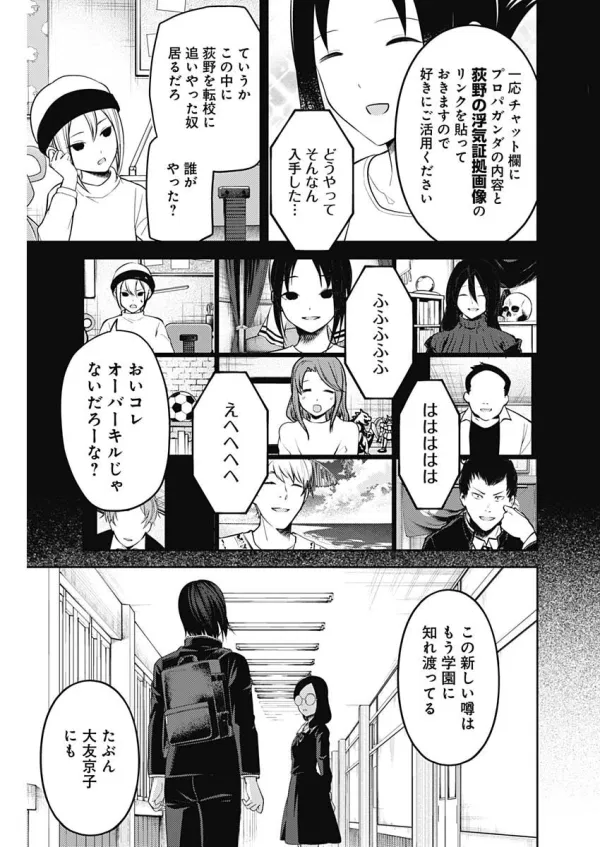 一応チャット欄に
プロパガンダの内容と
荻野の浮気証拠画像の
リンクを貼って
おきますので
好きにご活用ください
どうやって
そんなん
入手した…
ていうか
この中に
荻野を転校に
追いやった奴
居るだろ
誰が
やった?
ふふふふふ
はははははは
えへへへへ
おいコレ
オーバーキルじゃ
ないだろーな?
この新しい噂は
もう学園に
知れ渡ってる
たぶん
大友京子
にも